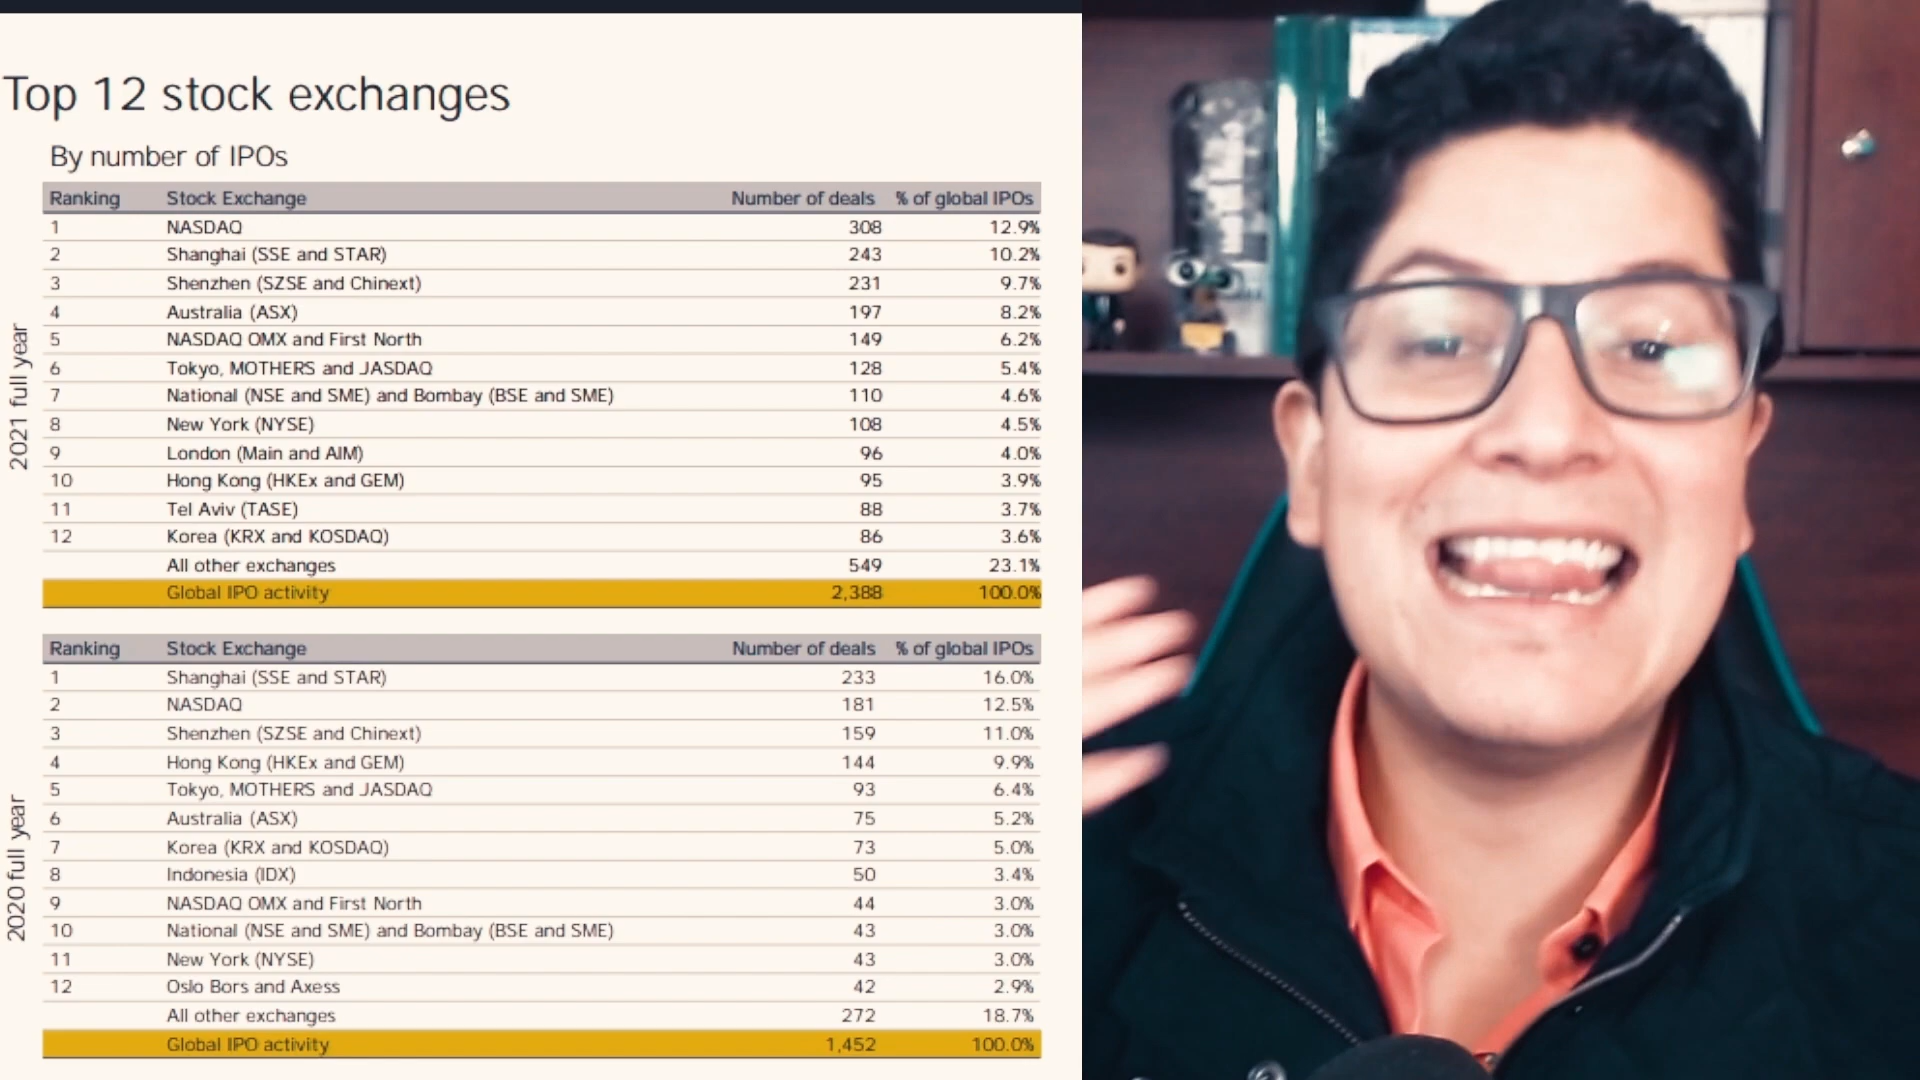 Top 12 stock exchanges
By number of IPOs
2021 full year
Ranking Stock Exchange Number of deals % of global IPOs
1 NASDAQ 308 12.9%
2 Shanghai (SSE and STAR) 243 10.2%
3 Shenzhen (SZSE and Chinext) 231 9.7%
4 Australia (ASX) 197 8.2%
5 NASDAQ OMX and First North 149 6.2%
6 Tokyo, MOTHERS and JASDAQ 128 5.4%
7 National (NSE and SME) and Bombay (BSE and SME) 110 4.6%
8 New York (NYSE) 108 4.5%
9 London (Main and AIM) 96 4.0%
10 Hong Kong (HKEx and GEM) 95 3.9%
11 Tel Aviv (TASE) 88 3.7%
12 Korea (KRX and KOSDAQ) 86 3.6%
All other exchanges 549 23.1%
Global IPO activity 2,388 100.0%
2020 full year
Ranking Stock Exchange Number of deals % of global IPOs
1 Shanghai (SSE and STAR) 233 16.0%
2 NASDAQ 181 12.5%
3 Shenzhen (SZSE and Chinext) 159 11.0%
4 Hong Kong (HKEx and GEM) 144 9.9%
5 Tokyo, MOTHERS and JASDAQ 93 6.4%
6 Australia (ASX) 75 5.2%
7 Korea (KRX and KOSDAQ) 73 5.0%
8 Indonesia (IDX) 50 3.4%
9 NASDAQ OMX and First North 44 3.0%
10 National (NSE and SME) and Bombay (BSE and SME) 43 3.0%
11 New York (NYSE) 43 3.0%
12 Oslo Bors and Axess 42 2.9%
All other exchanges 272 18.7%
Global IPO activity 1,452 100.0%